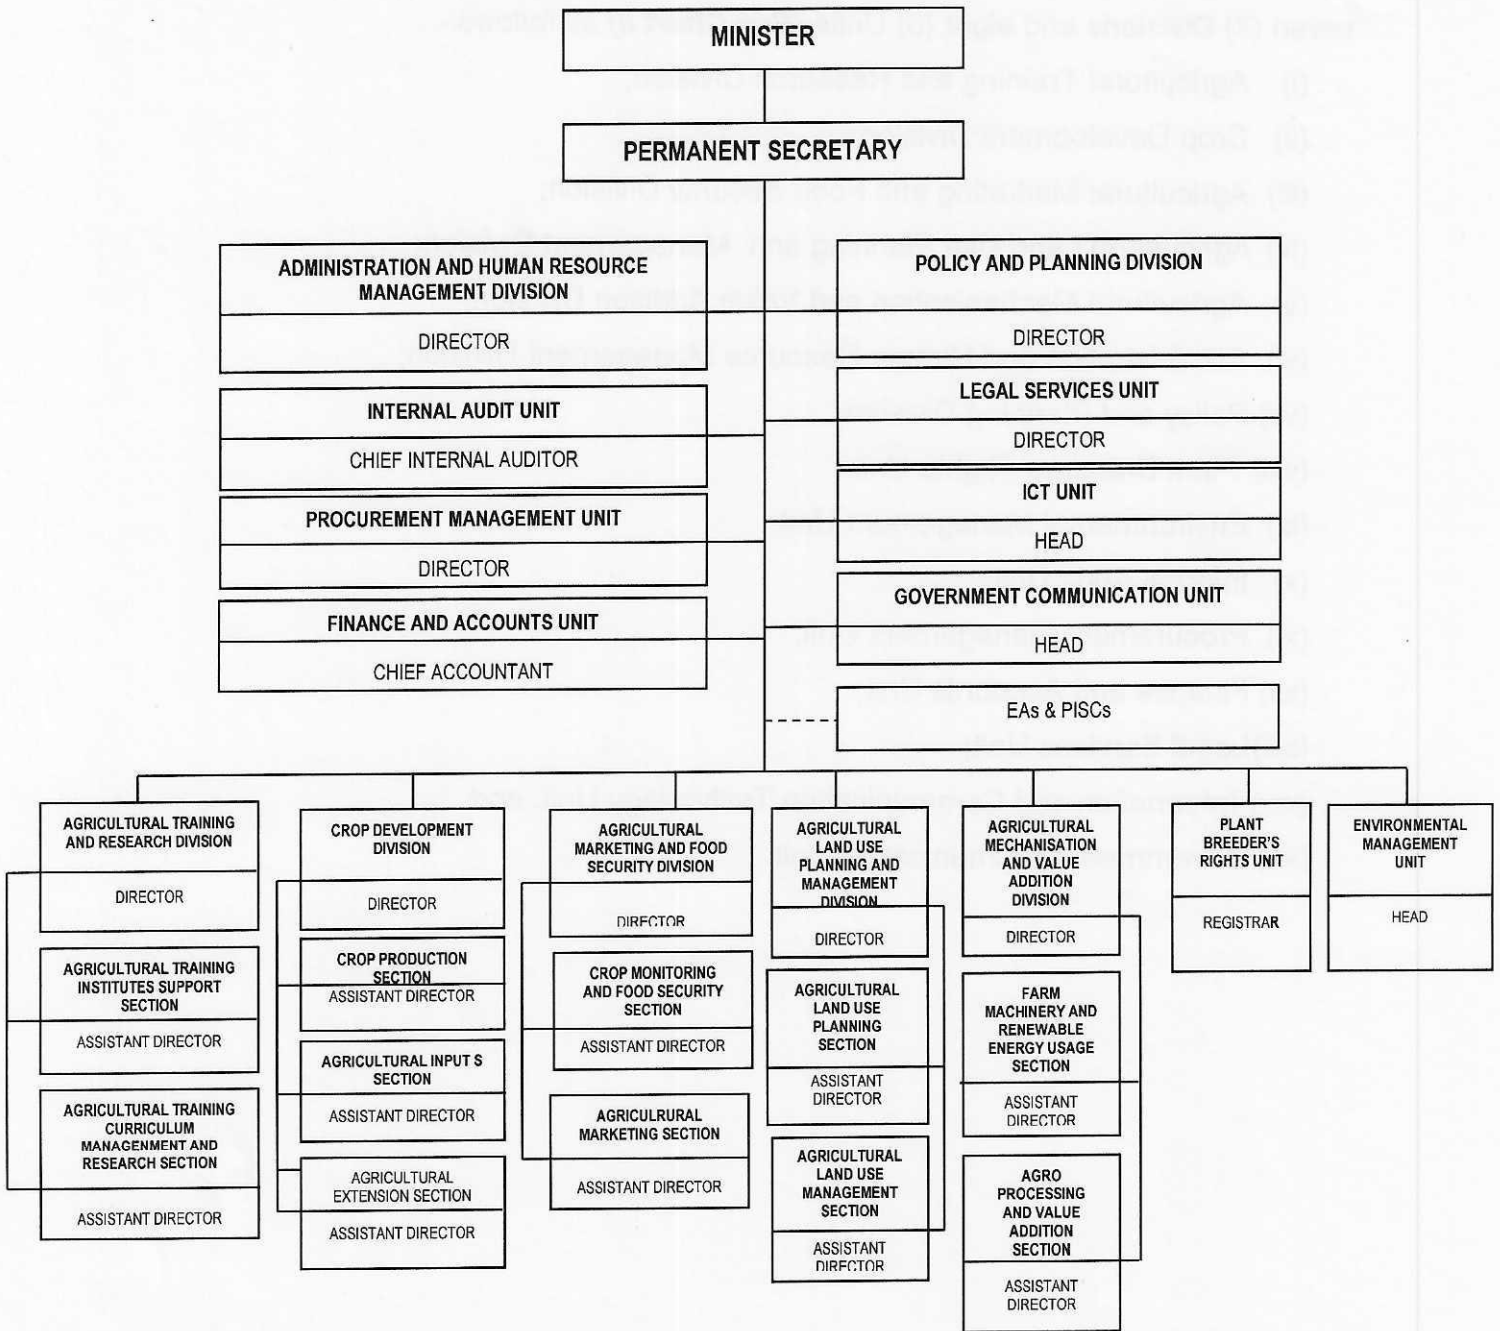 MINISTER
PERMANENT SECRETARY
ADMINISTRATION AND HUMAN RESOURCE
MANAGEMENT DIVISION
DIRECTOR
POLICY AND PLANNING DIVISION
DIRECTOR
INTERNAL AUDIT UNIT
CHIEF INTERNAL AUDITOR
LEGAL SERVICES UNIT
DIRECTOR
PROCUREMENT MANAGEMENT UNIT
DIRECTOR
ICT UNIT
HEAD
FINANCE AND ACCOUNTS UNIT
CHIEF ACCOUNTANT
GOVERNMENT COMMUNICATION UNIT
HEAD
EAs & PISCs
AGRICULTURAL TRAINING
AND RESEARCH DIVISION
DIRECTOR
AGRICULTURAL TRAINING
INSTITUTES SUPPORT
SECTION
ASSISTANT DIRECTOR
AGRICULTURAL TRAINING
CURRICULUM
MANAGENMENT AND
RESEARCH SECTION
ASSISTANT DIRECTOR
CROP DEVELOPMENT
DIVISION
DIRECTOR
CROP PRODUCTION
SECTION
ASSISTANT DIRECTOR
AGRICULTURAL INPUT S
SECTION
ASSISTANT DIRECTOR
AGRICULTURAL
EXTENSION SECTION
ASSISTANT DIRECTOR
AGRICULTURAL
MARKETING AND FOOD
SECURITY DIVISION
DIRECTOR
CROP MONITORING
AND FOOD SECURITY
SECTION
ASSISTANT DIRECTOR
AGRICULRURAL
MARKETING SECTION
ASSISTANT DIRECTOR
AGRICULTURAL
LAND USE
PLANNING AND
MANAGEMENT
DIVISION
DIRECTOR
AGRICULTURAL
LAND USE
PLANNING
SECTION
ASSISTANT
DIRECTOR
AGRICULTURAL
LAND USE
MANAGEMENT
SECTION
ASSISTANT
DIRECTOR
AGRICULTURAL
MECHANISATION
AND VALUE
ADDITION
DIVISION
DIRECTOR
FARM
MACHINERY AND
RENEWABLE
ENERGY USAGE
SECTION
ASSISTANT
DIRECTOR
AGRO
PROCESSING
AND VALUE
ADDITION
SECTION
ASSISTANT
DIRECTOR
PLANT
BREEDER'S
RIGHTS UNIT
REGISTRAR
ENVIRONMENTAL
MANAGEMENT
UNIT
HEAD